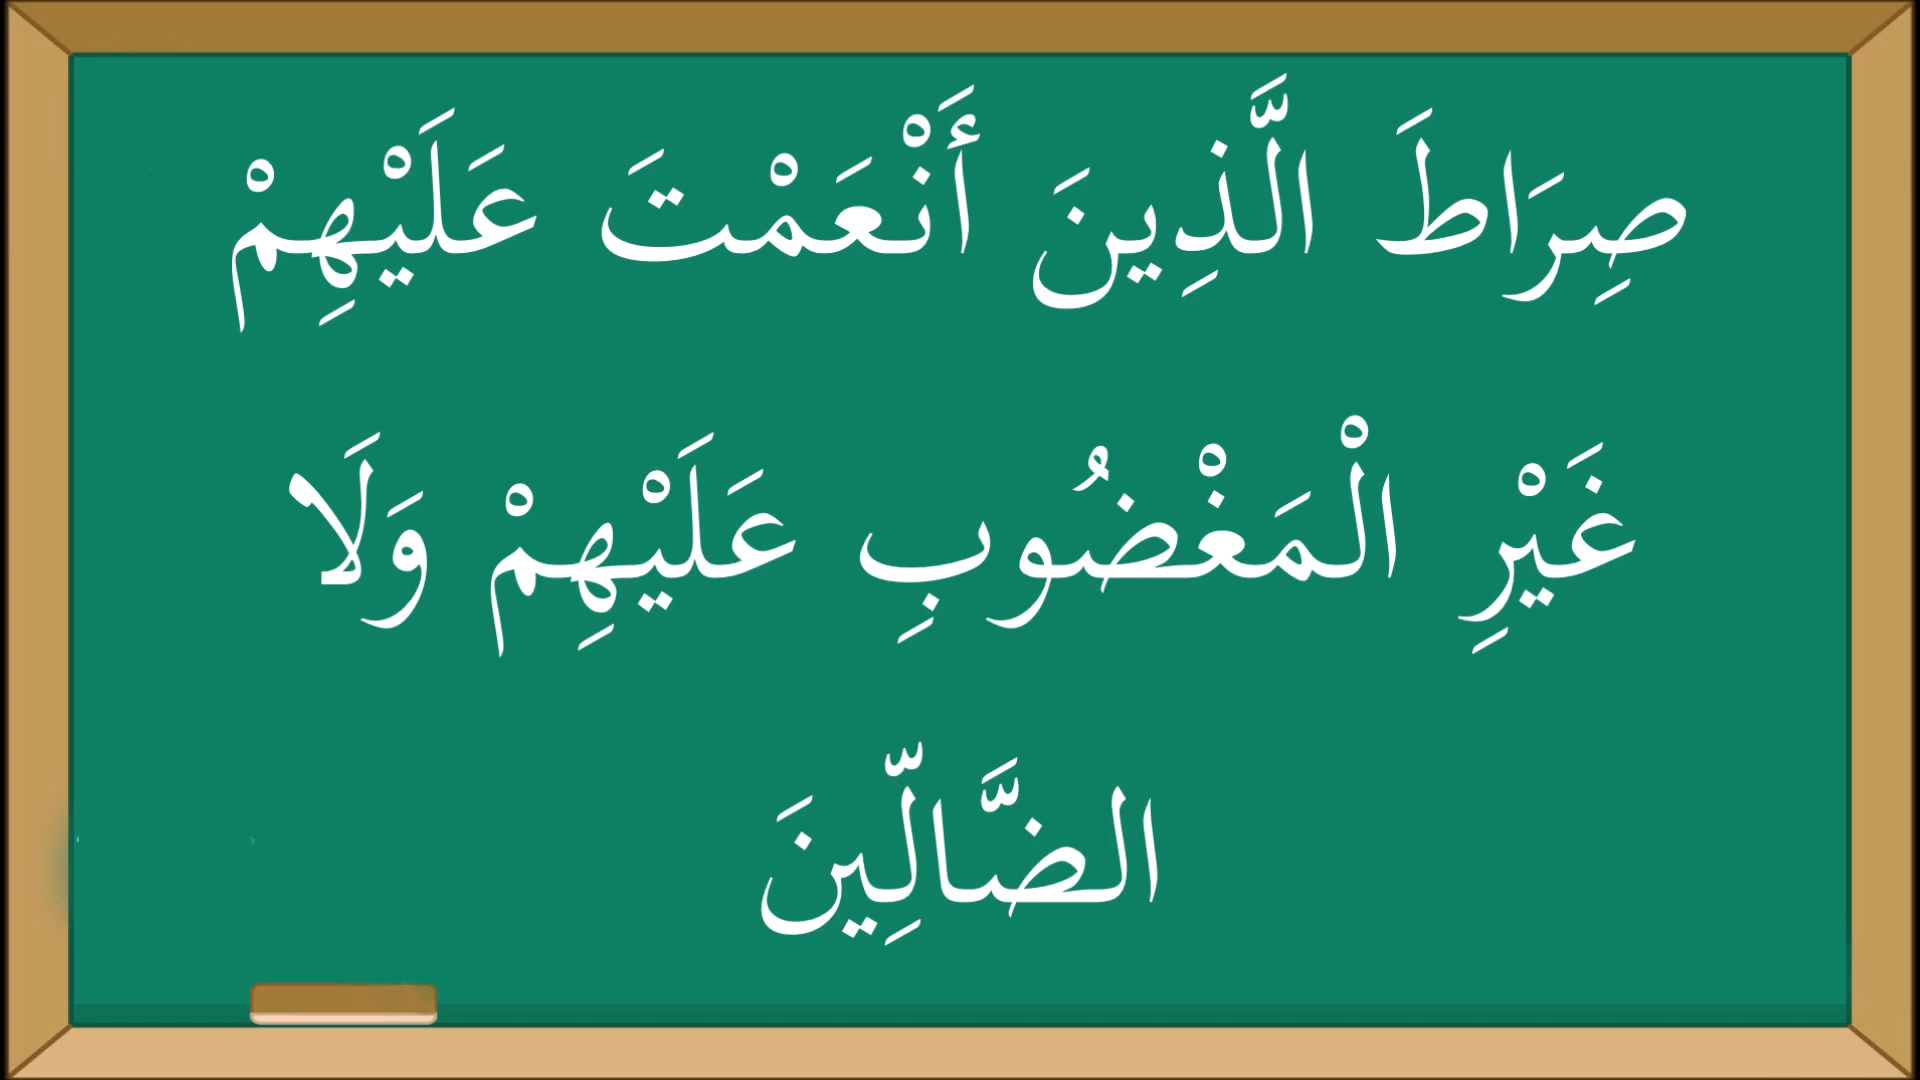 صِرَاطَ الَّذِينَ أَنْعَمْتَ عَلَيْهِمْ
غَيْرِ الْمَغْضُوبِ عَلَيْهِمْ وَلَا
الضَّالِّينَ